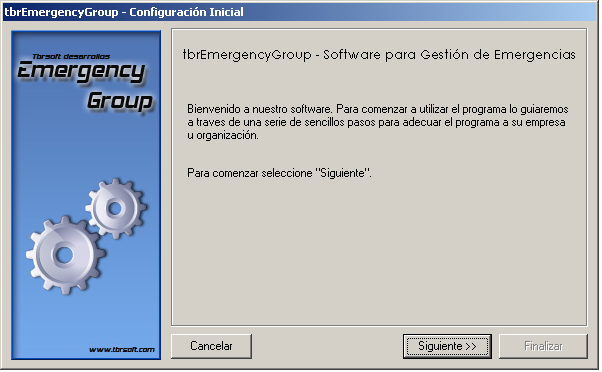 tbrEmergencyGroup - Configuración Inicial
Tbrsoft desarrollos
Emergency
Group
www.tbrsoft.com
tbrEmergencyGroup - Software para Gestión de Emergencias
Bienvenido a nuestro software. Para comenzar a utilizar el programa lo guiaremos
a traves de una serie de sencillos pasos para adecuar el programa a su empresa
u organización.
Para comenzar seleccione "Siguiente".
Cancelar
Siguiente >>
Finalizar